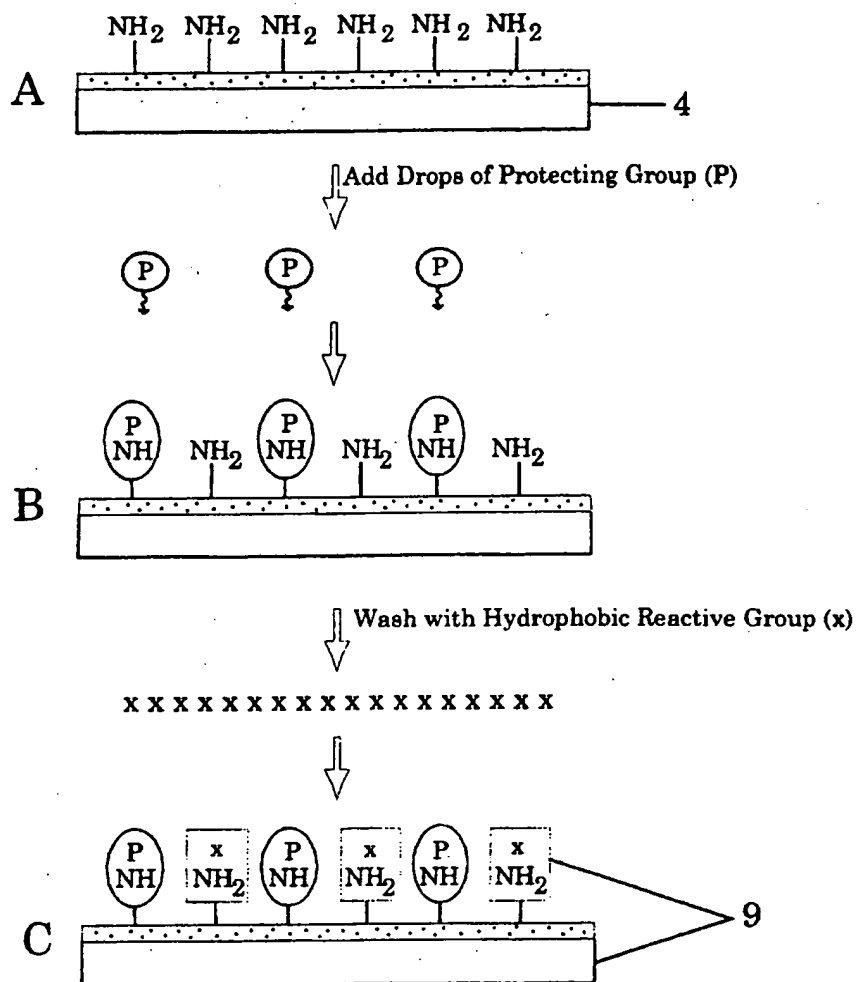 NH2 NH2 NH2 NH2 NH2 NH2
A
4
Add Drops of Protecting Group (P)
P P P
P P P
NH NH2 NH NH2 NH NH2
B
Wash with Hydrophobic Reactive Group (x)
x x x x x x x x x x x x x x x x x x
P x P x P x
NH NH2 NH NH2 NH NH2
9
C